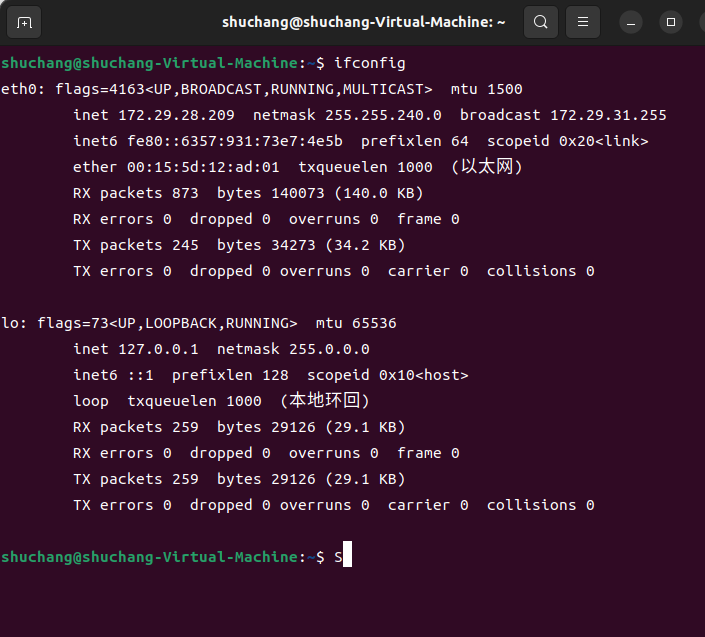 shuchang@shuchang-Virtual-Machine: ~
shuchang@shuchang-Virtual-Machine:~$ ifconfig
eth0: flags=4163<UP,BROADCAST,RUNNING,MULTICAST>  mtu 1500
        inet 172.29.28.209  netmask 255.255.240.0  broadcast 172.29.31.255
        inet6 fe80::6357:931:73e7:4e5b  prefixlen 64  scopeid 0x20<link>
        ether 00:15:5d:12:ad:01  txqueuelen 1000  (以太网)
        RX packets 873  bytes 140073 (140.0 KB)
        RX errors 0  dropped 0  overruns 0  frame 0
        TX packets 245  bytes 34273 (34.2 KB)
        TX errors 0  dropped 0 overruns 0  carrier 0  collisions 0
lo: flags=73<UP,LOOPBACK,RUNNING>  mtu 65536
        inet 127.0.0.1  netmask 255.0.0.0
        inet6 ::1  prefixlen 128  scopeid 0x10<host>
        loop  txqueuelen 1000  (本地环回)
        RX packets 259  bytes 29126 (29.1 KB)
        RX errors 0  dropped 0  overruns 0  frame 0
        TX packets 259  bytes 29126 (29.1 KB)
        TX errors 0  dropped 0 overruns 0  carrier 0  collisions 0
shuchang@shuchang-Virtual-Machine:~$ S